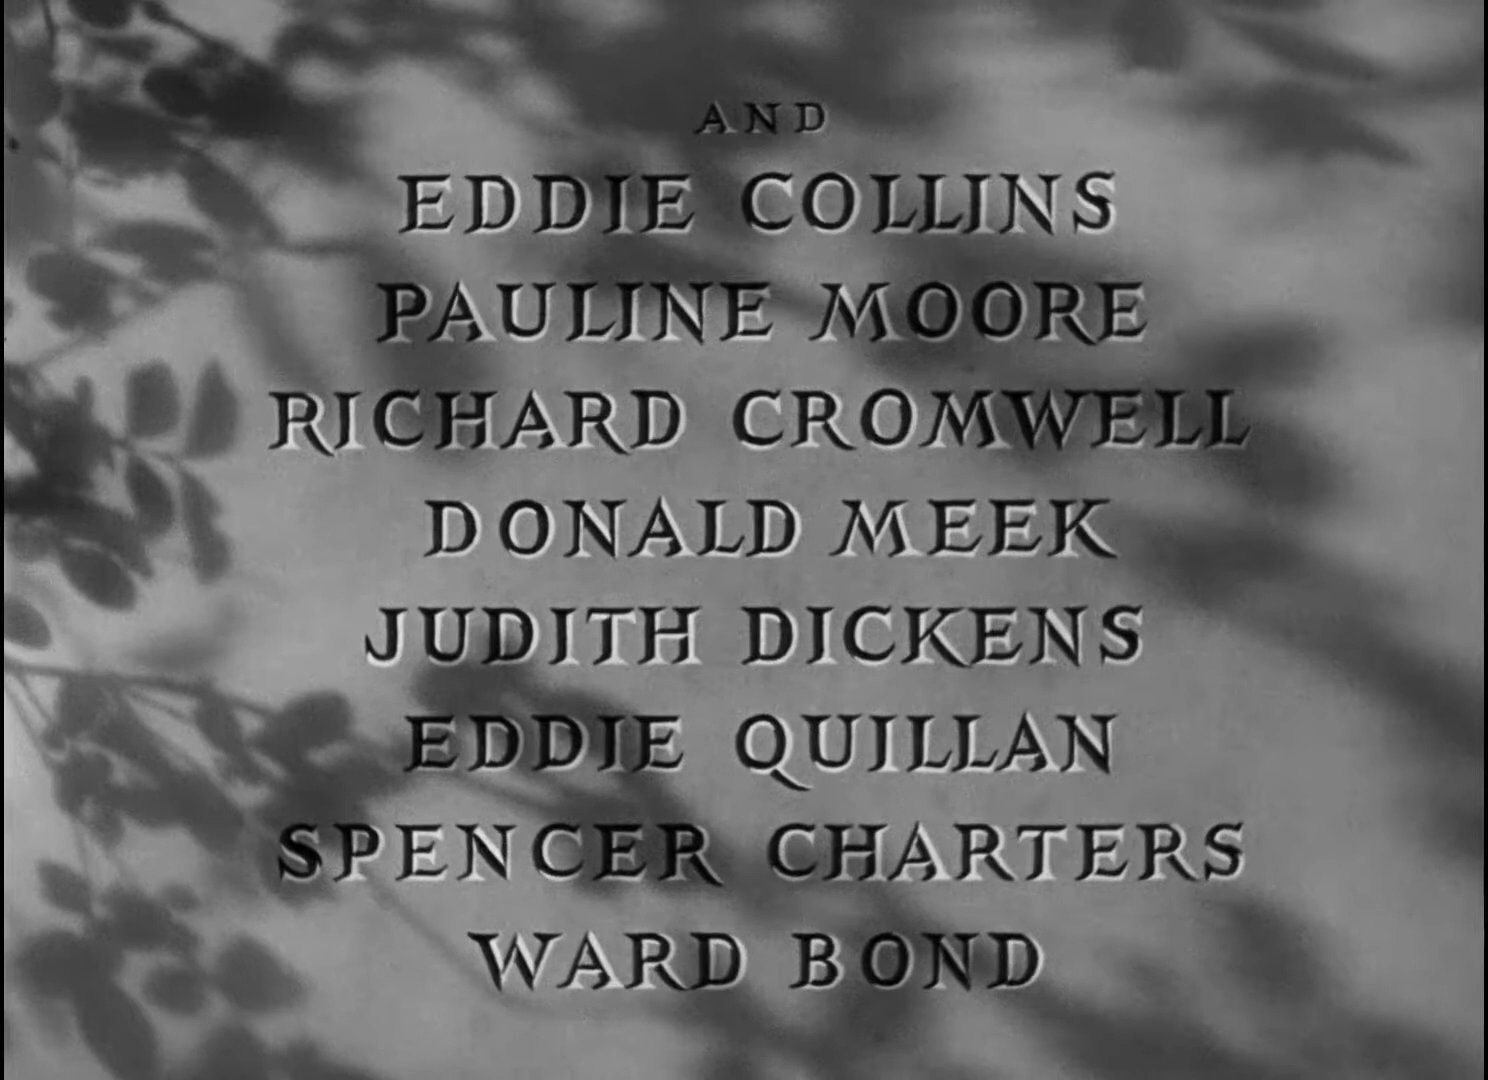 AND
EDDIE COLLINS
PAULINE MOORE
RICHARD CROMWELL
DONALD MEEK
JUDITH DICKENS
EDDIE QUILLAN
SPENCER CHARTERS
WARD BOND